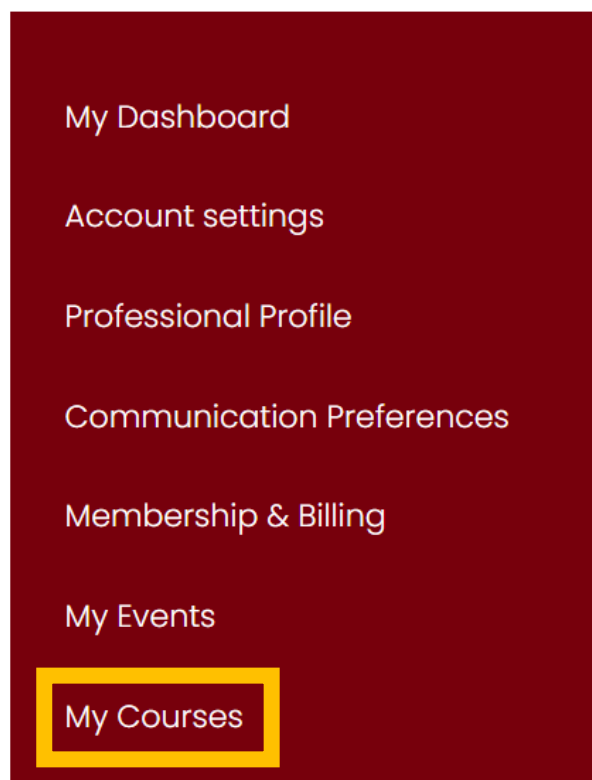 My Dashboard
Account settings
Professional Profile
Communication Preferences
Membership & Billing
My Events
My Courses